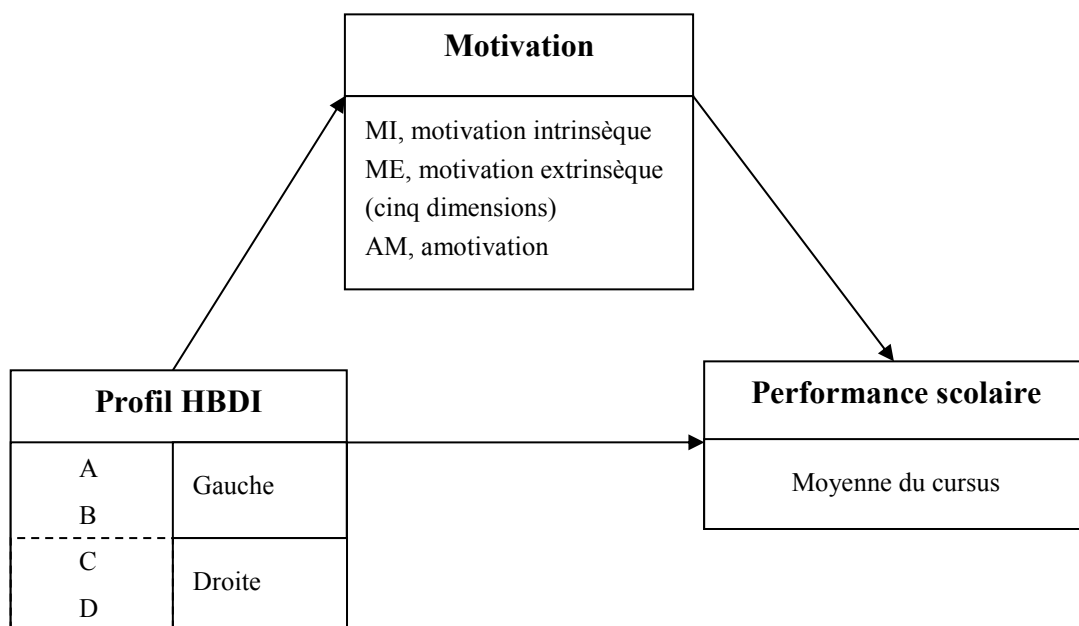 Motivation
MI, motivation intrinsèque
ME, motivation extrinsèque
(cinq dimensions)
AM, amotivation
Profil HBDI
A
B
Gauche
C
D
Droite
Performance scolaire
Moyenne du cursus